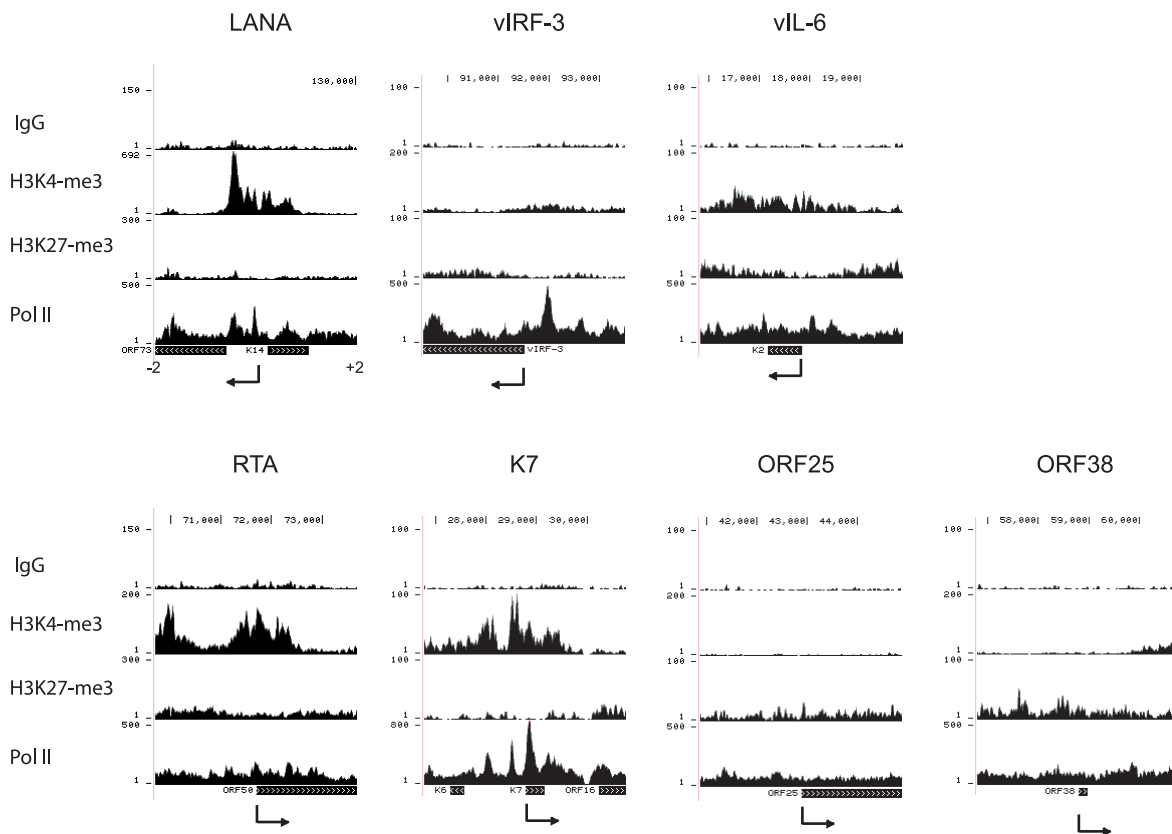 LANA vIRF-3 vIL-6
130,000| | 91,000| 92,000| 93,000| | 17,000| 18,000| 19,000|
150 100 100
IgG
1 1 1
692 200 100
H3K4-me3
1 1 1
300 100 100
H3K27-me3
1 1 1
500 500 500
Pol II
1 1 1
ORF73 K14 vIRF-3 K2
-2 +2
RTA K7 ORF25 ORF38
| 71,000| 72,000| 73,000| | 28,000| 29,000| 30,000| | 42,000| 43,000| 44,000| | 58,000| 59,000| 60,000|
150 100 100 100
IgG
1 1 1 1
200 100 200 200
H3K4-me3
1 1 1 1
300 100 100 100
H3K27-me3
1 1 1 1
500 800 500 500
Pol II
1 1 1 1
ORF50 K6 K7 ORF16 ORF25 ORF38